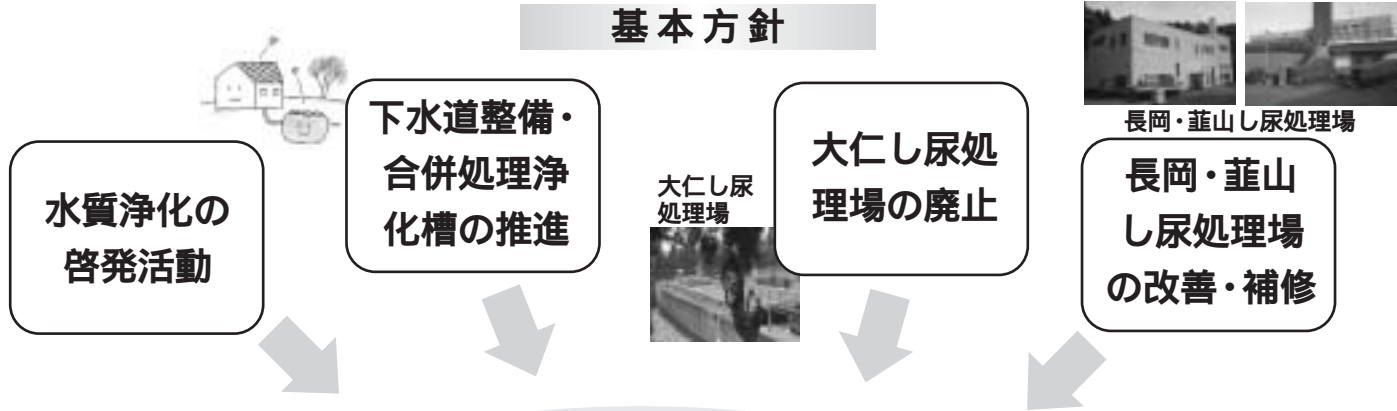 基本方針
水質浄化の
啓発活動
下水道整備・
合併処理浄
化槽の推進
大仁し尿
処理場
大仁し尿処
理場の廃止
長岡・韮山し尿処理場
長岡・韮山
し尿処理場
の改善・補修